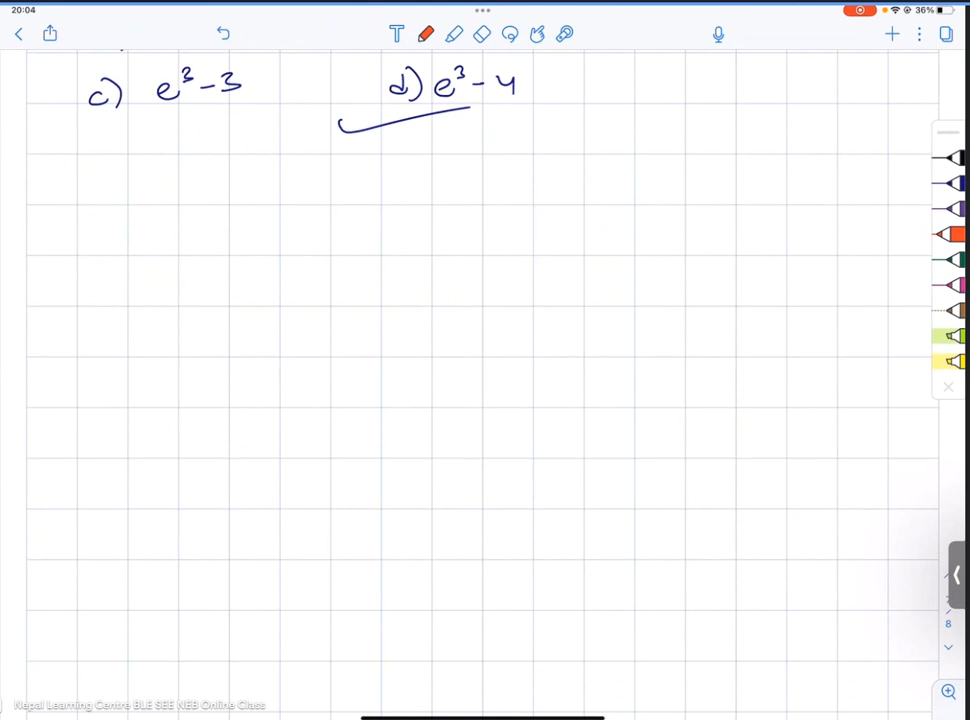 20:04
36%
T
c) e³-3 d) e³-4
8
Nepal Learning Centre BLE SEE NEB Online Class